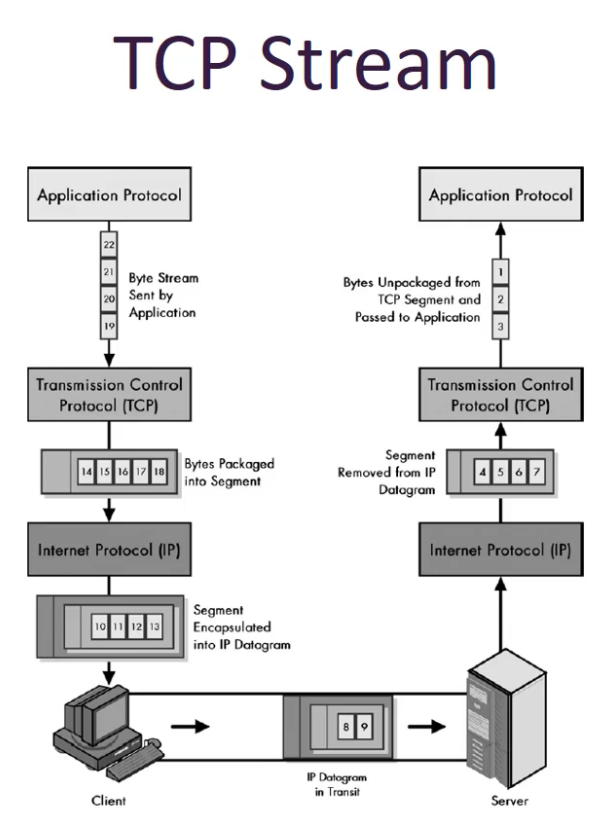 TCP Stream
Application Protocol
22
21
20
19
Byte Stream
Sent by
Application
Transmission Control
Protocol (TCP)
14 15 16 17 18
Bytes Packaged
into Segment
Internet Protocol (IP)
10 11 12 13
Segment
Encapsulated
into IP Datagram
Client
8 9
IP Datagram
in Transit
Server
Application Protocol
Bytes Unpackaged from
TCP Segment and
Passed to Application
1
2
3
Transmission Control
Protocol (TCP)
Segment
Removed from IP
Datagram
4 5 6 7
Internet Protocol (IP)